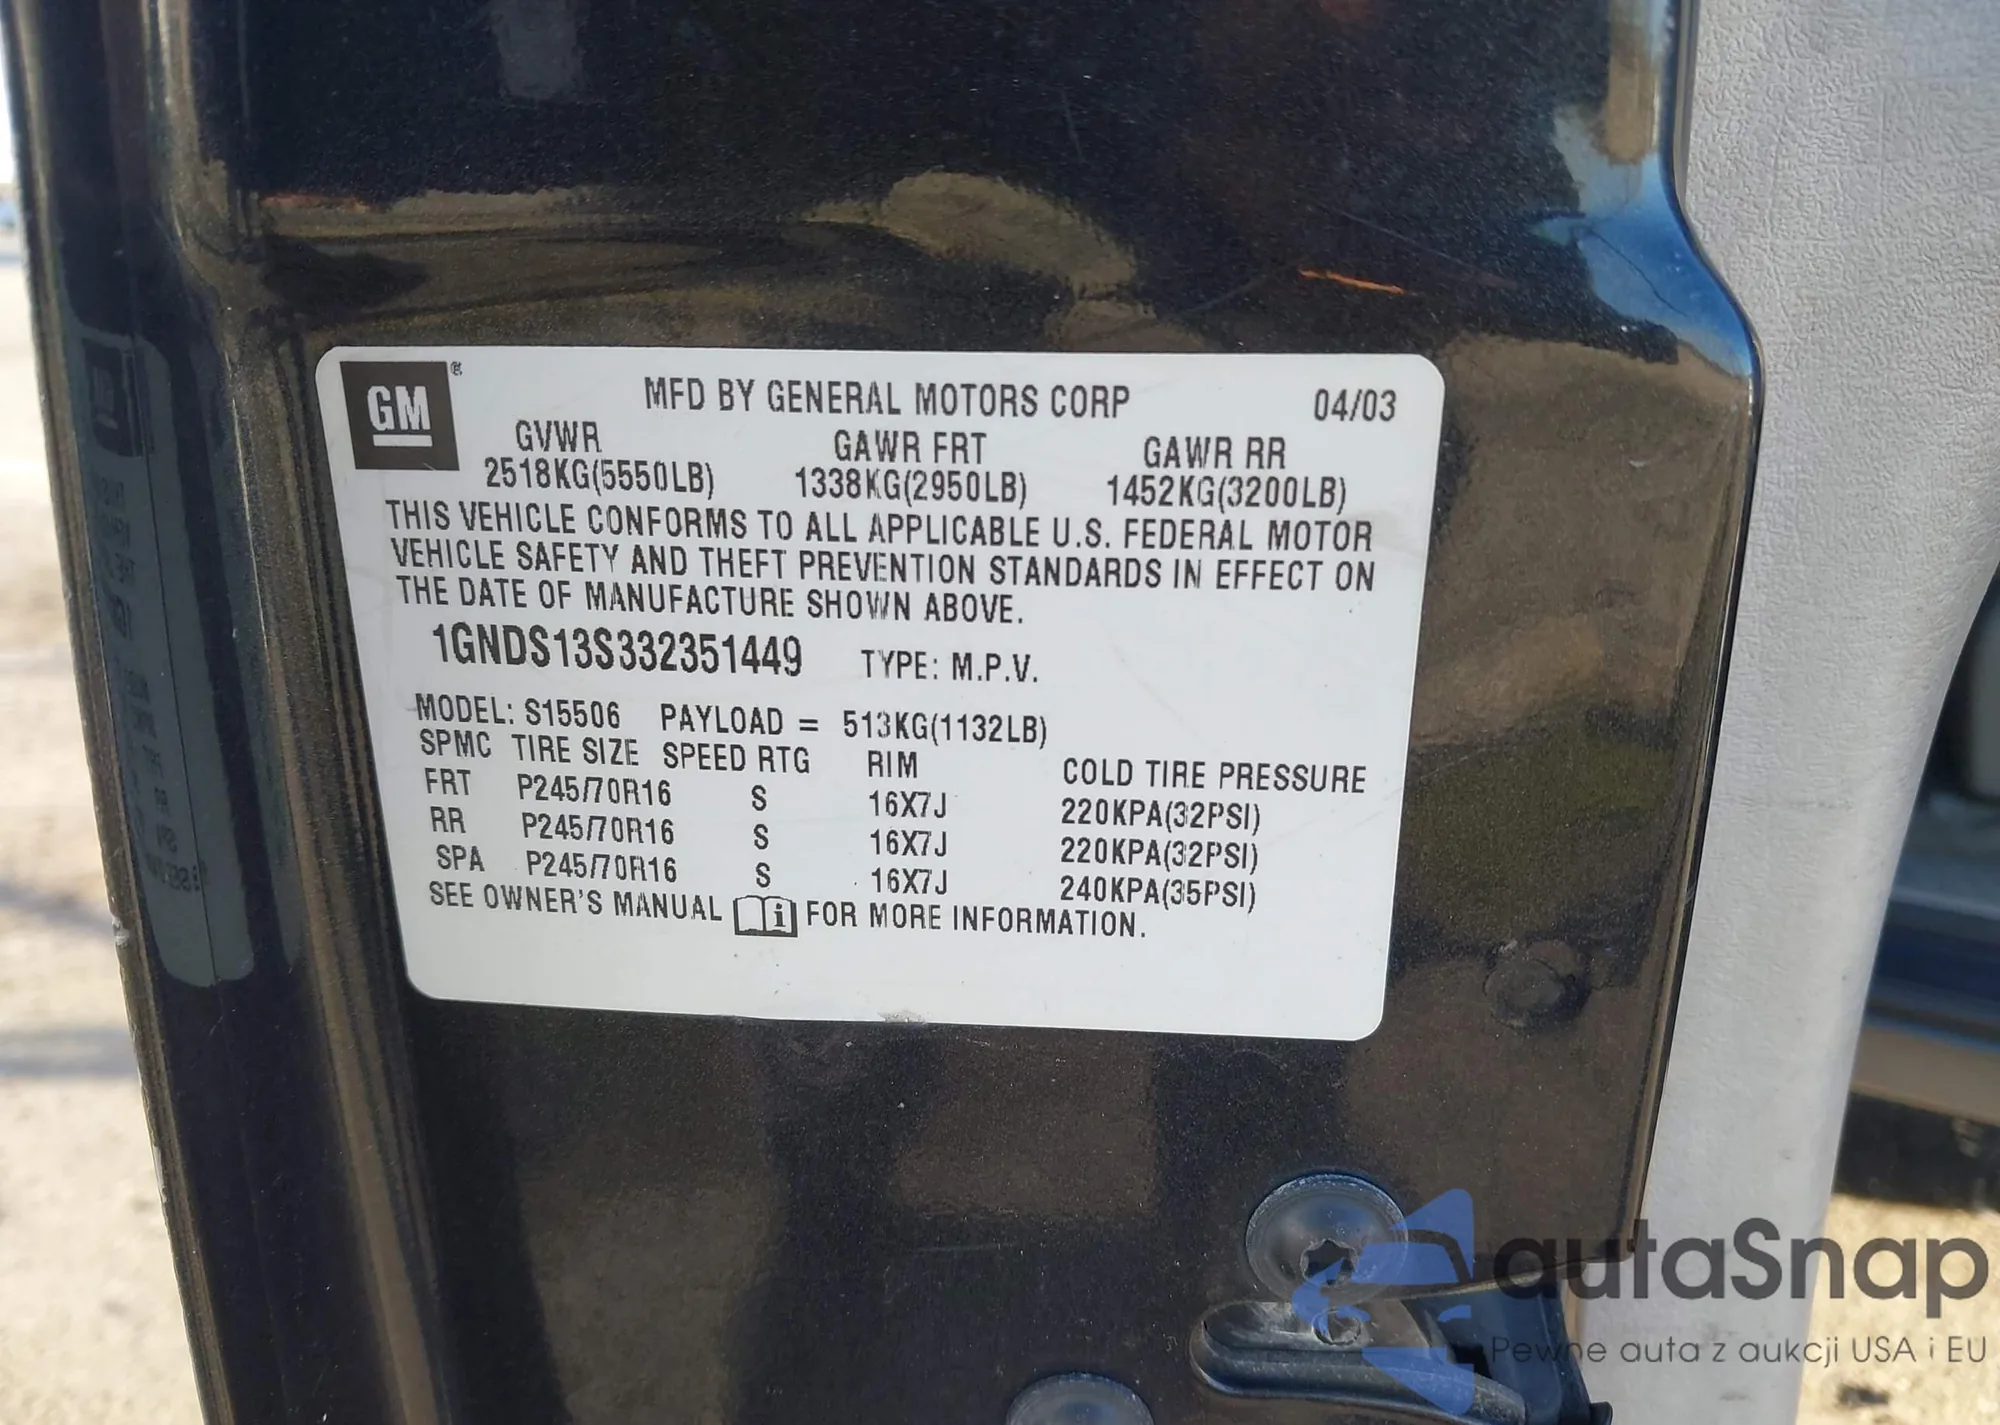 GM
MFD BY GENERAL MOTORS CORP 04/03
GVWR GAWR FRT GAWR RR
2518KG(5550LB) 1338KG(2950LB) 1452KG(3200LB)
THIS VEHICLE CONFORMS TO ALL APPLICABLE U.S. FEDERAL MOTOR
VEHICLE SAFETY AND THEFT PREVENTION STANDARDS IN EFFECT ON
THE DATE OF MANUFACTURE SHOWN ABOVE.
1GNDS13S332351449 TYPE: M.P.V.
MODEL: S15506 PAYLOAD = 513KG(1132LB)
SPMC TIRE SIZE SPEED RTG RIM COLD TIRE PRESSURE
FRT P245/70R16 S 16X7J 220KPA(32PSI)
RR P245/70R16 S 16X7J 220KPA(32PSI)
SPA P245/70R16 S 16X7J 240KPA(35PSI)
SEE OWNER'S MANUAL FOR MORE INFORMATION.
autaSnap
Pewne auta z aukcji USA i EU